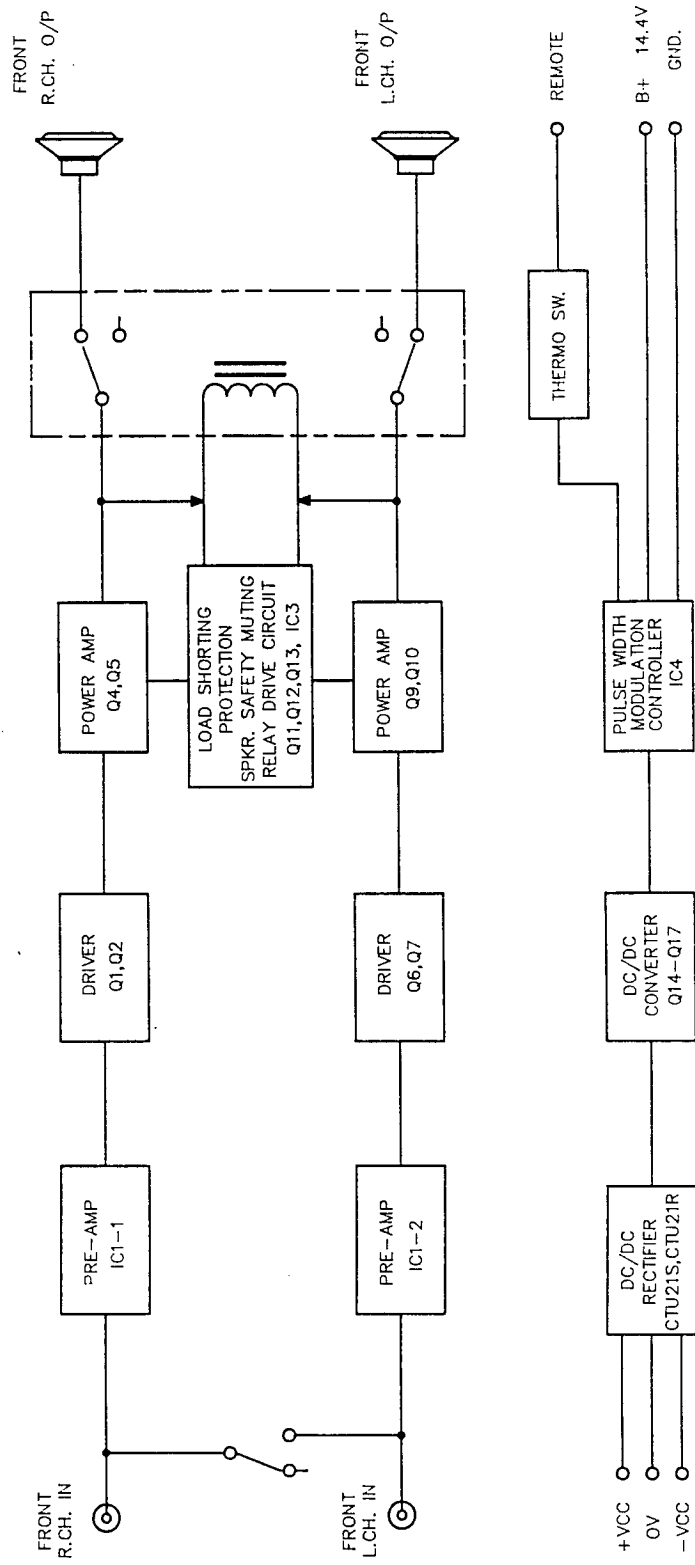 FRONT
R.CH. IN
PRE-AMP
IC1-1
DRIVER
Q1,Q2
POWER AMP
Q4,Q5
FRONT
R.CH. O/P
LOAD SHORTING
PROTECTION
SPKR. SAFETY MUTING
RELAY DRIVE CIRCUIT
Q11,Q12,Q13, IC3
FRONT
L.CH. IN
PRE-AMP
IC1-2
DRIVER
Q6,Q7
POWER AMP
Q9,Q10
FRONT
L.CH. O/P
+VCC
0V
-VCC
DC/DC
RECTIFIER
CTU21S,CTU21R
DC/DC
CONVERTER
Q14-Q17
PULSE WIDTH
MODULATION
CONTROLLER
IC4
THERMO SW.
REMOTE
B+ 14.4V
GND.